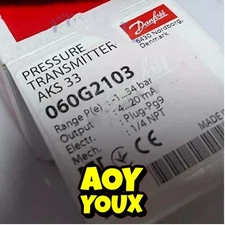 Danfoss
6430 Nordborg,
Denmark
PRESSURE
TRANSMITTER
AKS 33
060G2103
Range P(e) : -1...34 bar
Output : 4...20 mA
Electr. : Plug-Pg9
Mech. : 1/4 NPT
MADE
AOY
YOUX